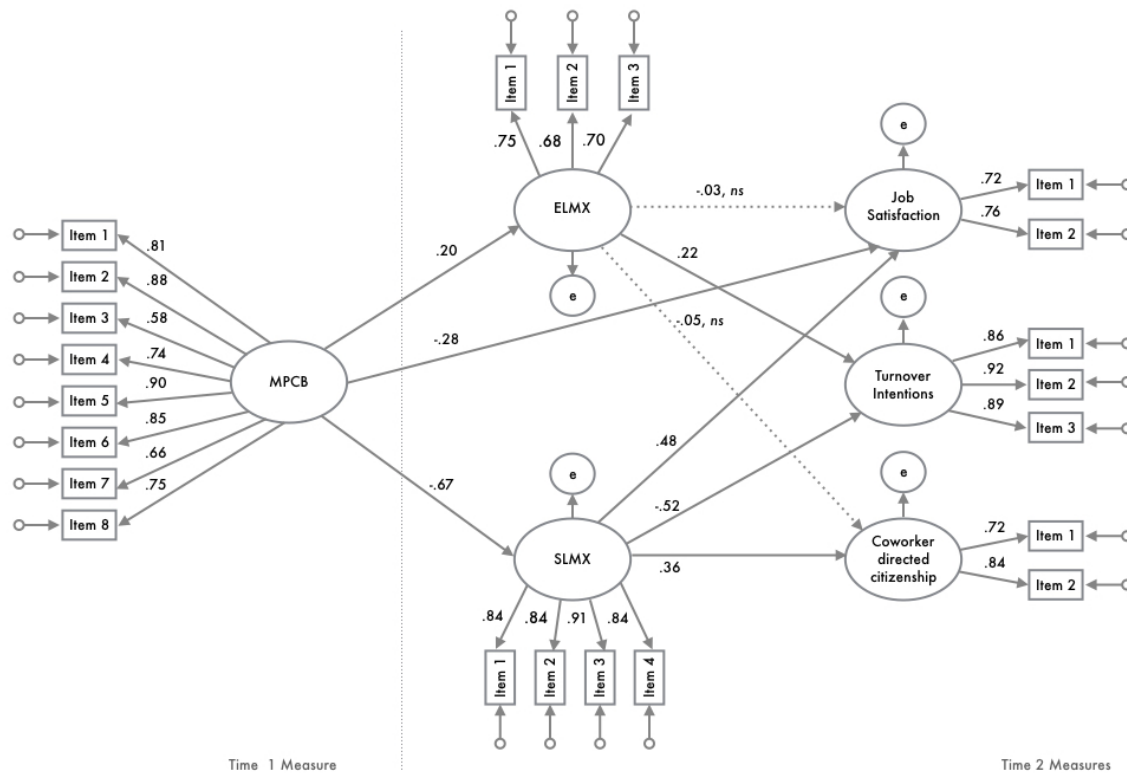 Item 1
Item 2
Item 3
.75
.68
.70
e
ELMX
-.03, ns
Job
Satisfaction
.72
Item 1
.76
Item 2
Item 1
.81
Item 2
.88
Item 3
.58
Item 4
.74
Item 5
.90
Item 6
.85
Item 7
.66
Item 8
.75
MPCB
.20
e
.22
-.28
-.05, ns
e
Turnover
Intentions
.86
Item 1
.92
Item 2
.89
Item 3
-.67
.48
-.52
e
SLMX
.36
e
Coworker
directed
citizenship
.72
Item 1
.84
Item 2
.84
.84
.91
.84
Item 1
Item 2
Item 3
Item 4
Time 1 Measure
Time 2 Measures